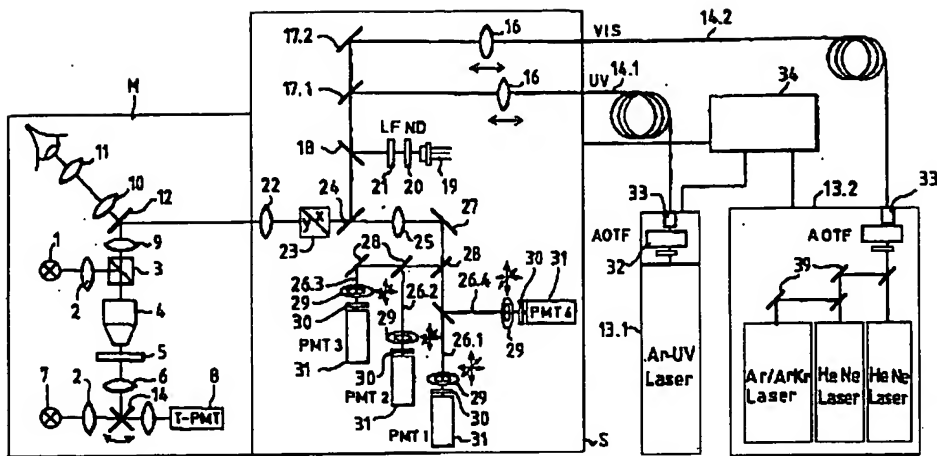 17.2
16
VIS
14.2
17.1
16
UV
14.1
34
M
18
LF ND
21
20
19
11
10
12
22
24
27
33
13.2
33
9
23
25
AOTF
AOTF
1
2
3
28
28
32
39
26.3
26.2
26.4
30
31
4
29
29
PMT 4
5
30
29
26.1
13.1
6
PMT 3
30
29
7
2
14
8
31
PMT 2
30
Ar-UV
Laser
Ar/ArKr
Laser
HeNe
Laser
HeNe
Laser
T-PMT
31
PMT 1
31
S
y
x